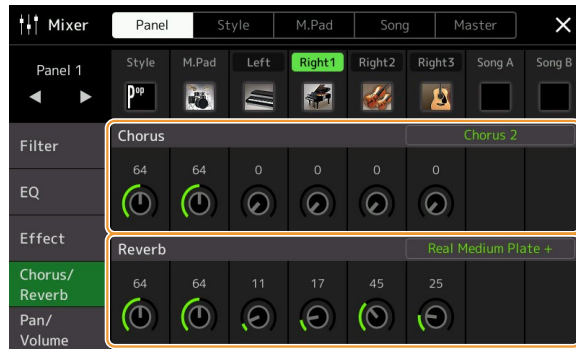 Mixer Panel Style M.Pad Song Master
Panel 1 Style M.Pad Left Right1 Right2 Right3 Song A Song B
Pop
Filter
EQ
Effect
Chorus/
Reverb
Pan/
Volume
Chorus Chorus 2
64 64 0 0 0 0
Reverb Real Medium Plate +
64 64 11 17 45 25